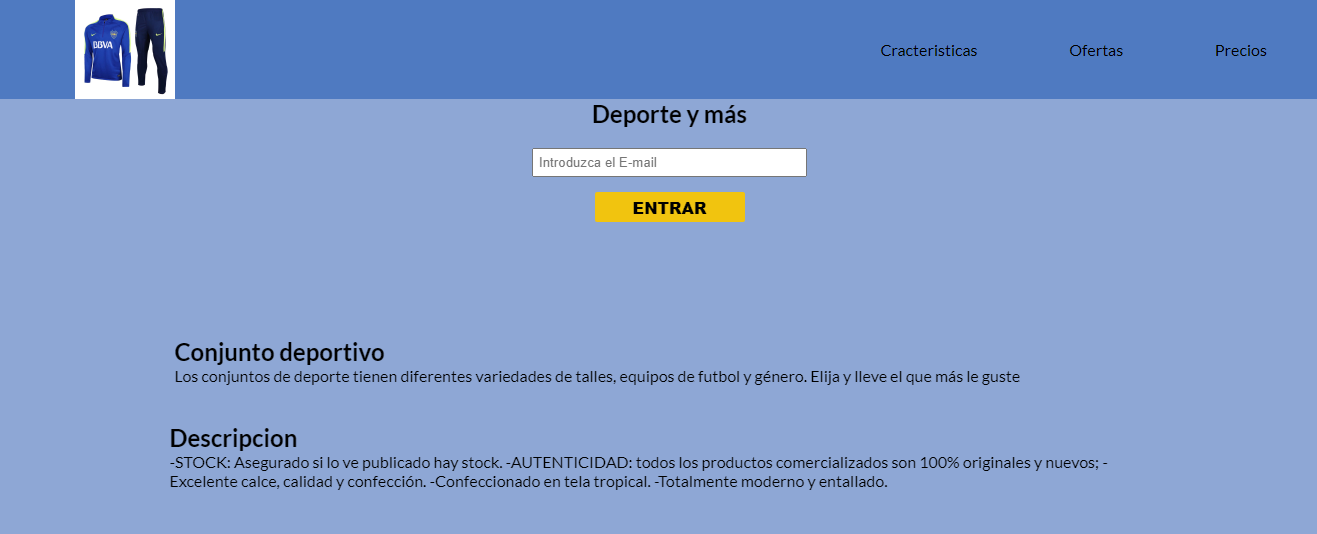 BBVA
Cracteristicas
Ofertas
Precios
Deporte y más
Introduzca el E-mail
ENTRAR
Conjunto deportivo
Los conjuntos de deporte tienen diferentes variedades de talles, equipos de futbol y género. Elija y lleve el que más le guste
Descripcion
-STOCK: Asegurado si lo ve publicado hay stock. -AUTENTICIDAD: todos los productos comercializados son 100% originales y nuevos; -
Excelente calce, calidad y confección. -Confeccionado en tela tropical. -Totalmente moderno y entallado.